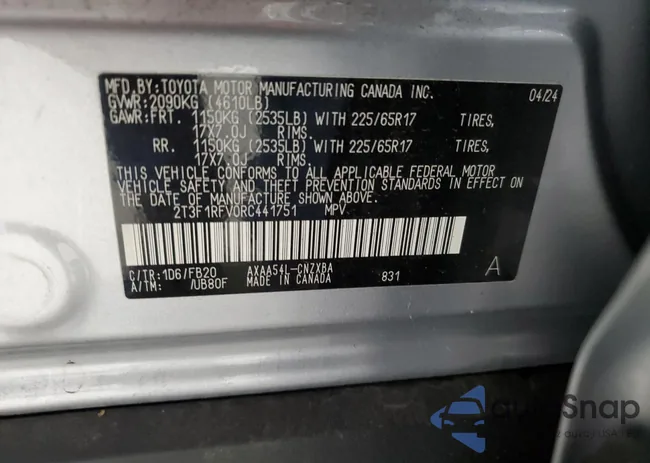 MFD.BY:TOYOTA MOTOR MANUFACTURING CANADA INC. 04/24
GVWR:2090KG (4610LB)
GAWR:FRT. 1150KG (2535LB) WITH 225/65R17 TIRES,
17X7.0J RIMS.
RR. 1150KG (2535LB) WITH 225/65R17 TIRES,
17X7.0J RIMS.
THIS VEHICLE CONFORMS TO ALL APPLICABLE FEDERAL MOTOR
VEHICLE SAFETY AND THEFT PREVENTION STANDARDS IN EFFECT ON
THE DATE OF MANUFACTURE SHOWN ABOVE.
2T3F1RFV0RC441751 MPV
C/TR:1D6/FB20 AXAA54L-CNZXBA 831 A
A/TM: /UB80F MADE IN CANADA
autoSnap